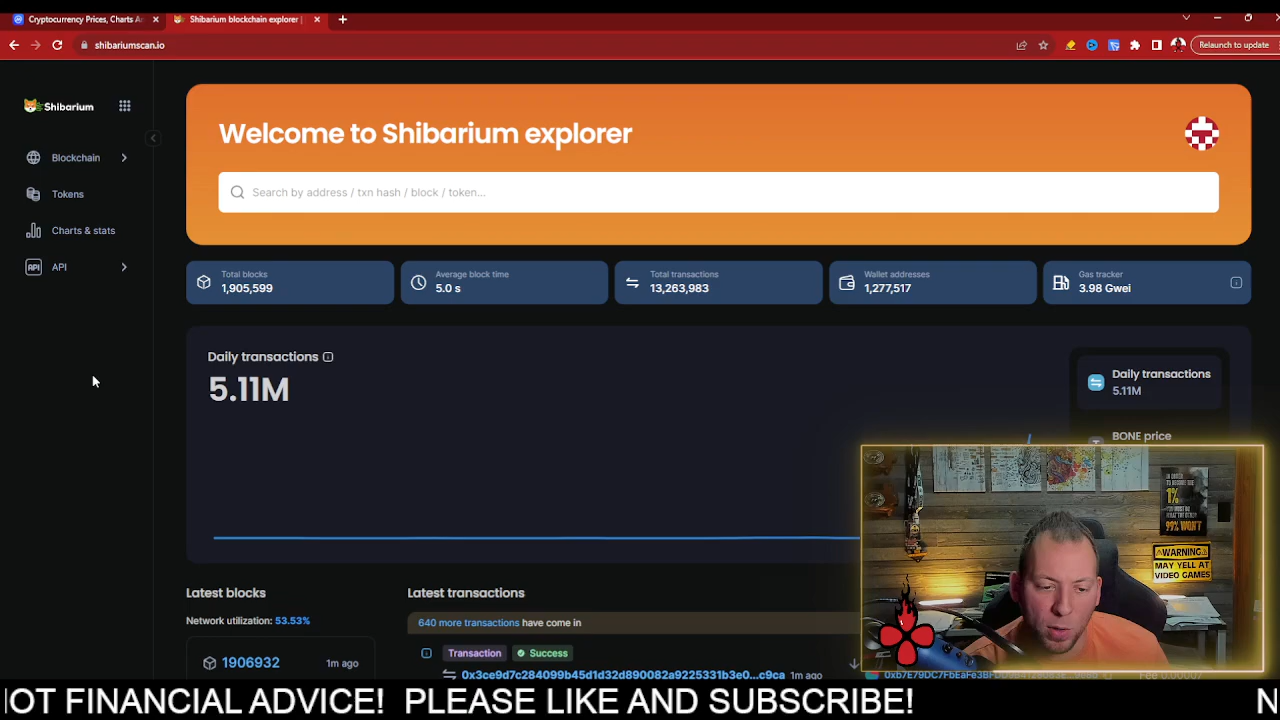 Cryptocurrency Prices, Charts A
Shibarium blockchain explorer |
shibariumscan.io
Relaunch to update
Shibarium
Blockchain
Tokens
Charts & stats
API
API
Welcome to Shibarium explorer
Search by address / txn hash / block / token...
Total blocks
1,905,599
Average block time
5.0 s
Total transactions
13,263,983
Wallet addresses
1,277,517
Gas tracker
3.98 Gwei
Daily transactions
5.11M
Daily transactions
5.11M
BONE price
Latest blocks
Network utilization: 53.53%
1906932 1m ago
Latest transactions
640 more transactions have come in
Transaction Success
0x3ce9d7c284099b45d1d32d890082a9225331b3e0...c9ca 1m ago
1%
99% WON'T
WARNING
MAY YELL AT
VIDEO GAMES
IOT FINANCIAL ADVICE! PLEASE LIKE AND SUBSCRIBE! N